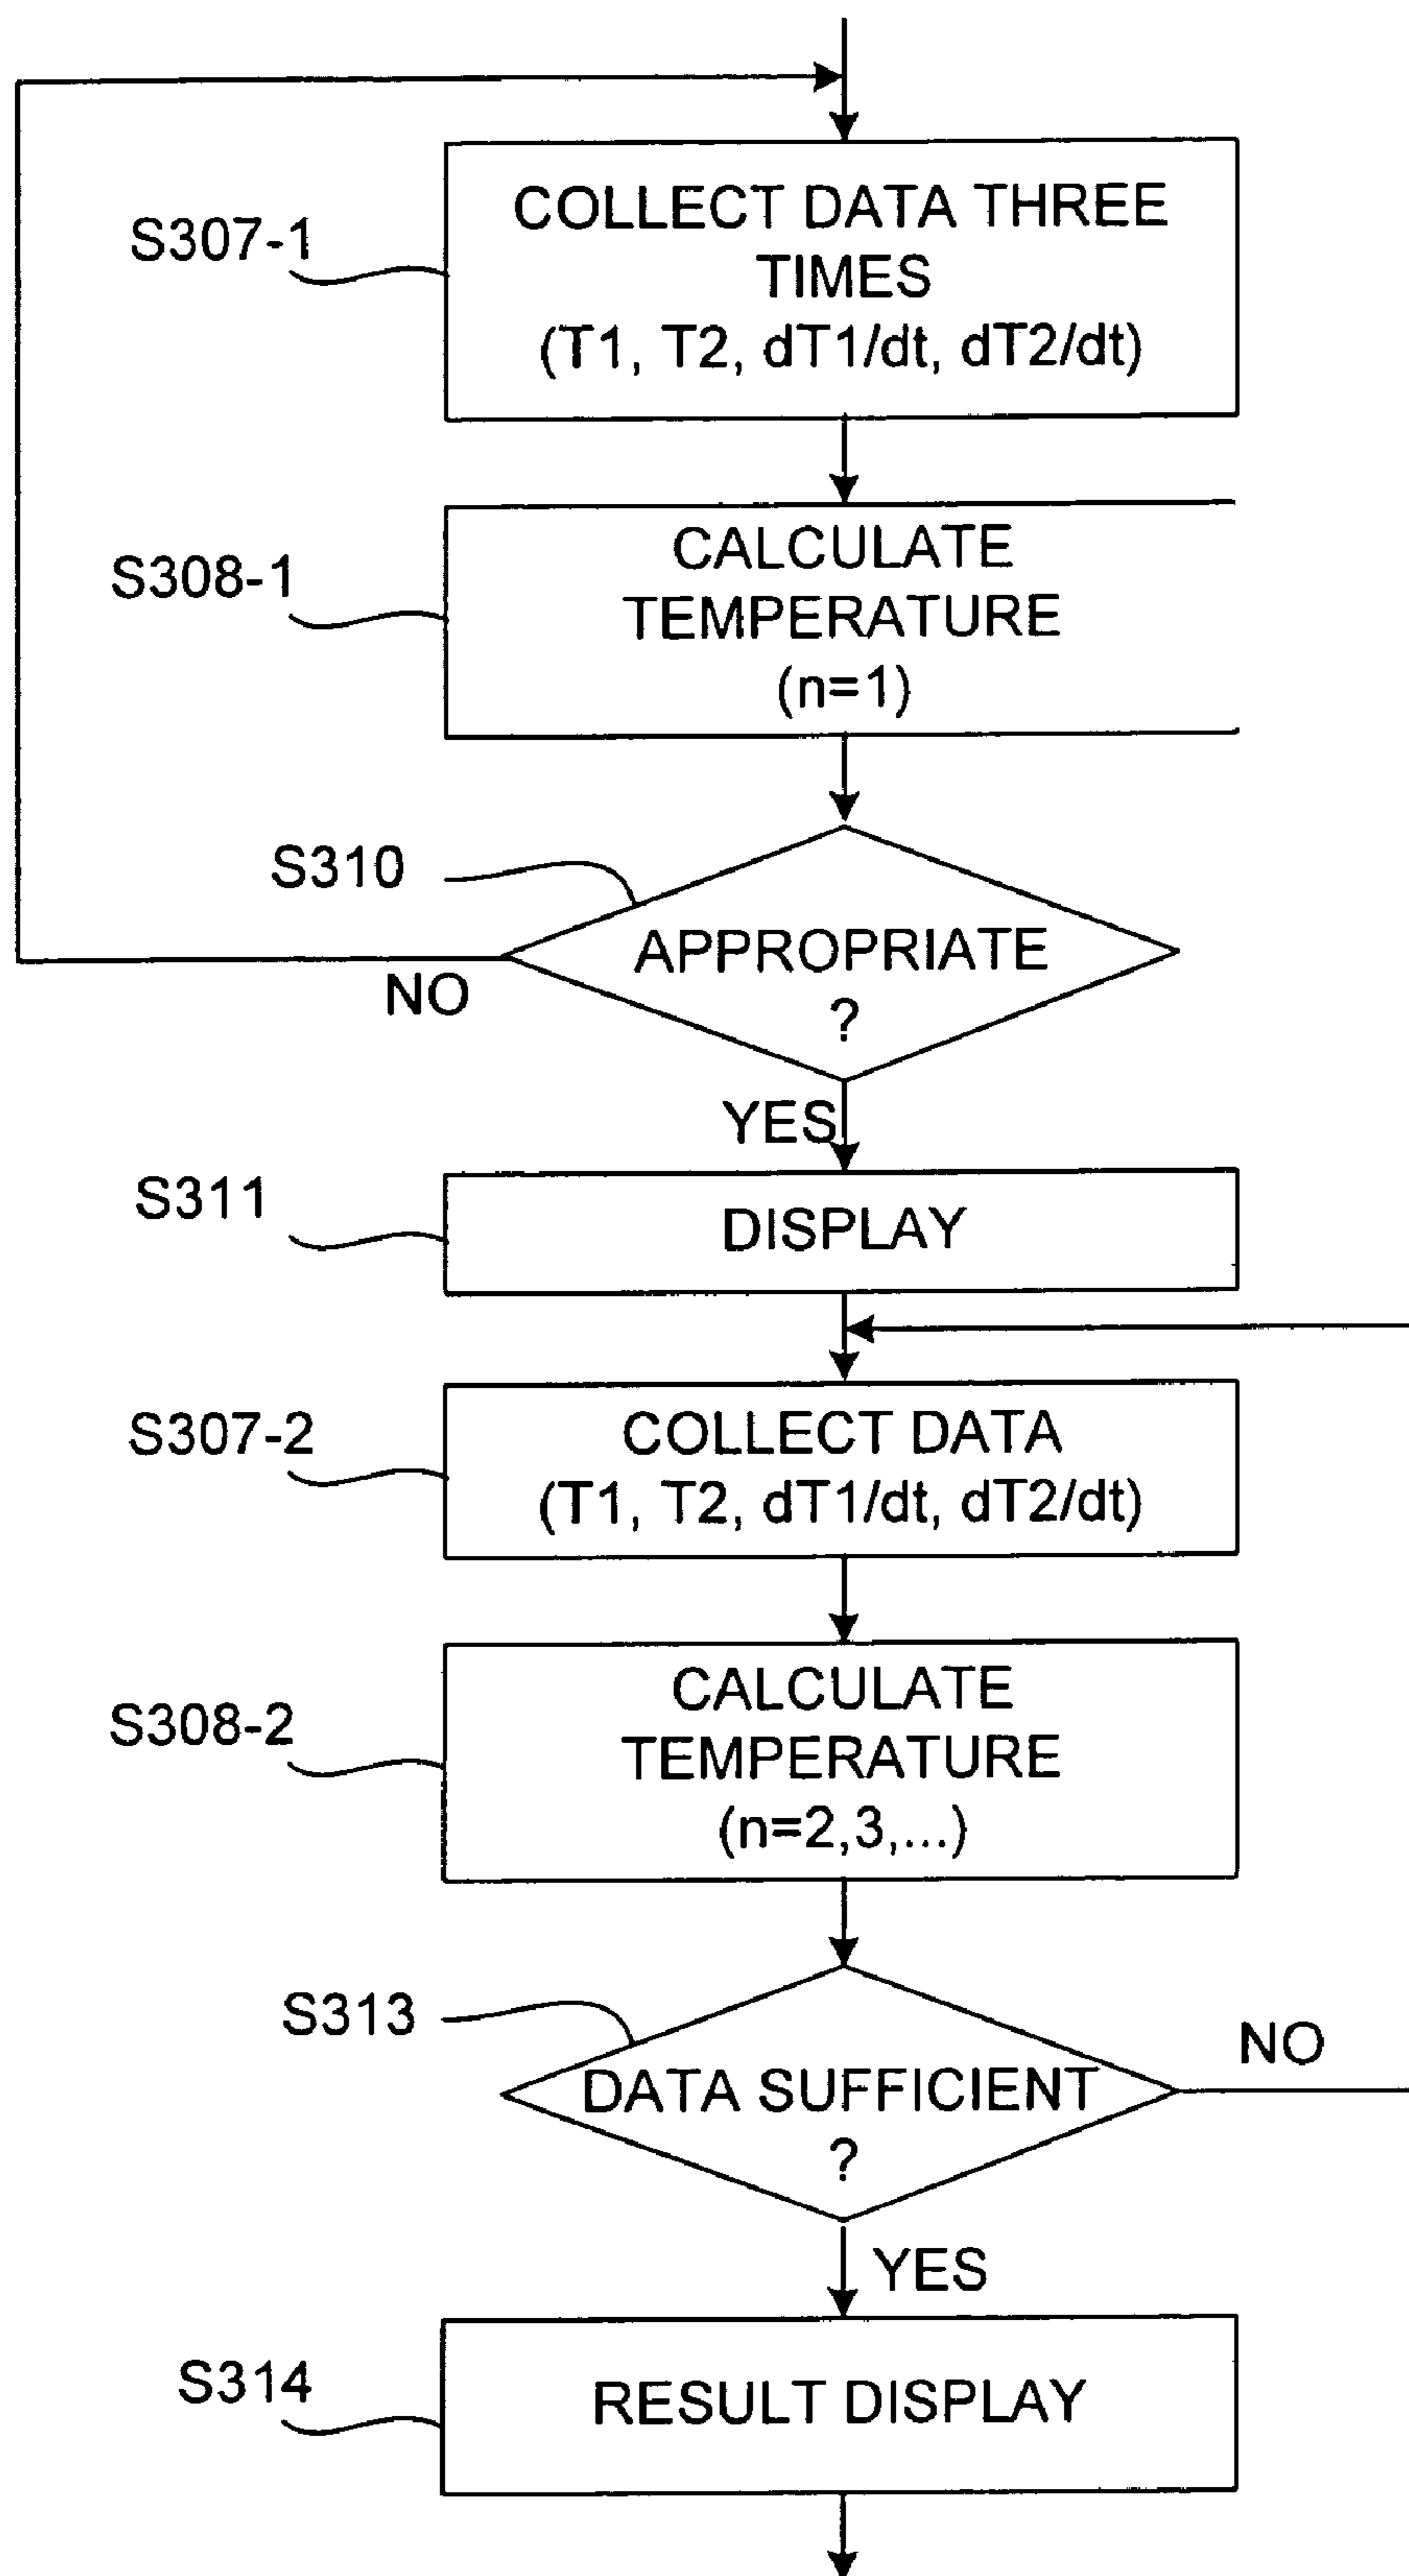 S307-1
COLLECT DATA THREE
TIMES
(T1, T2, dT1/dt, dT2/dt)
S308-1
CALCULATE
TEMPERATURE
(n=1)
S310
APPROPRIATE
?
NO
YES
S311
DISPLAY
S307-2
COLLECT DATA
(T1, T2, dT1/dt, dT2/dt)
S308-2
CALCULATE
TEMPERATURE
(n=2,3,...)
S313
DATA SUFFICIENT
?
NO
YES
S314
RESULT DISPLAY